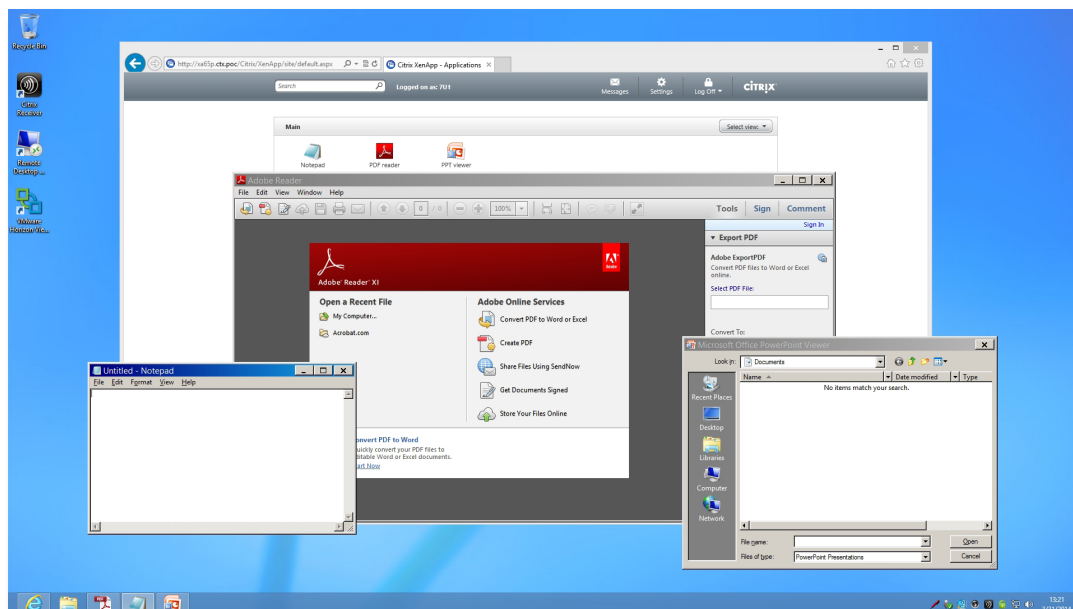 Recycle Bin
Citrix
Receiver
Remote
Desktop ...
VMware
Horizon Vie...
http://xa65p.ctx.poc/Citrix/XenApp/site/default.aspx
Citrix XenApp - Applications
Search
Logged on as: 7U1
Messages
Settings
Log Off
CITRIX
Main
Select view:
Notepad
PDF reader
PPT viewer
Adobe Reader
File Edit View Window Help
0 / 0
100%
Tools
Sign
Comment
Sign In
Export PDF
Adobe ExportPDF
Convert PDF files to Word or Excel
online.
Select PDF File:
Convert To:
Adobe Reader XI
Adobe
Open a Recent File
My Computer...
Acrobat.com
Adobe Online Services
Convert PDF to Word or Excel
Create PDF
Share Files Using SendNow
Get Documents Signed
Store Your Files Online
onvert PDF to Word
uickly convert your PDF files to
ditable Word or Excel documents.
art Now
Untitled - Notepad
File Edit Format View Help
Microsoft Office PowerPoint Viewer
Look in:
Documents
Name
Date modified
Type
No items match your search.
Recent Places
Desktop
Libraries
Computer
Network
File name:
Open
Files of type:
PowerPoint Presentations
Cancel
13:21